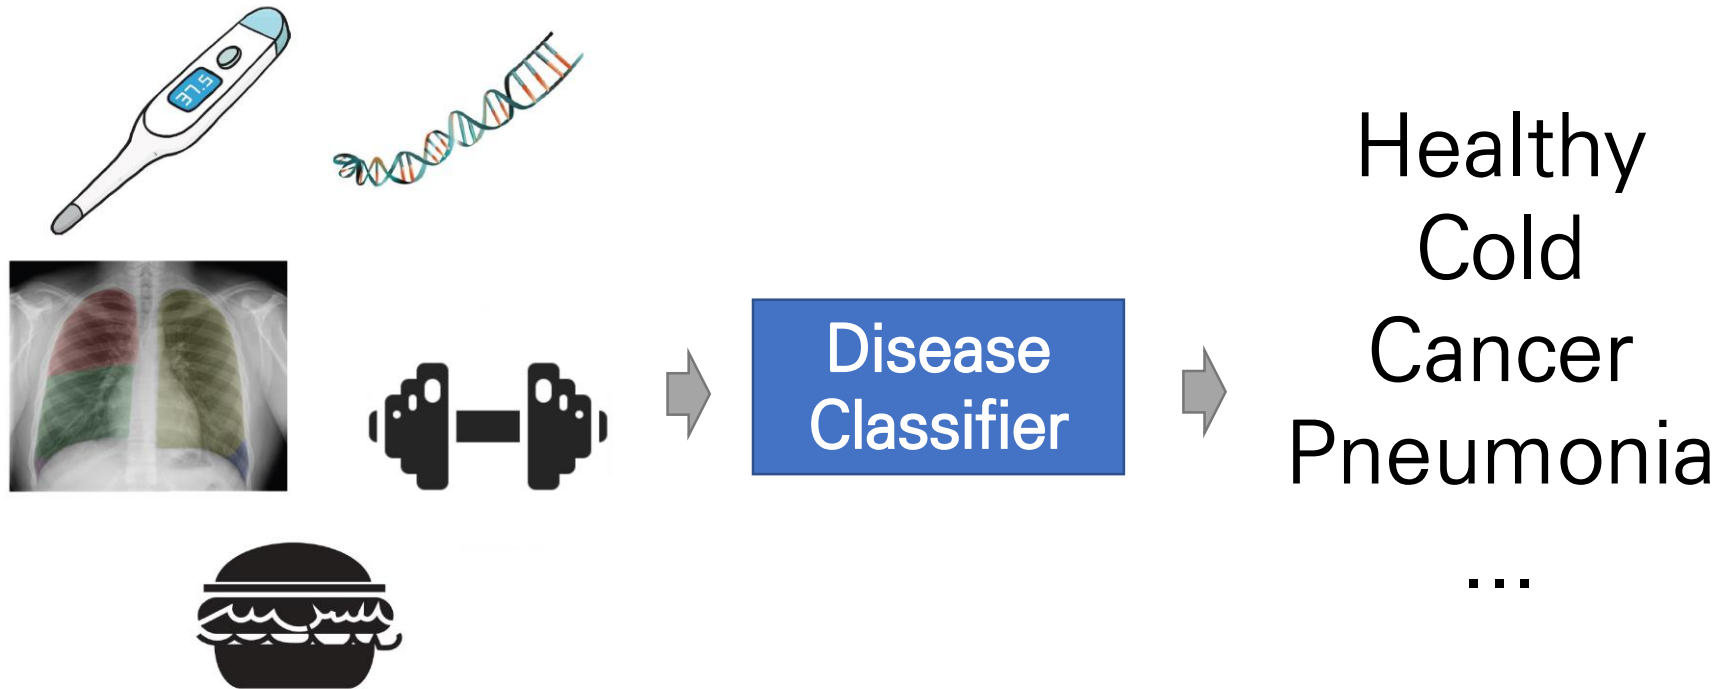 37.5
Disease
Classifier
Healthy
Cold
Cancer
Pneumonia
...